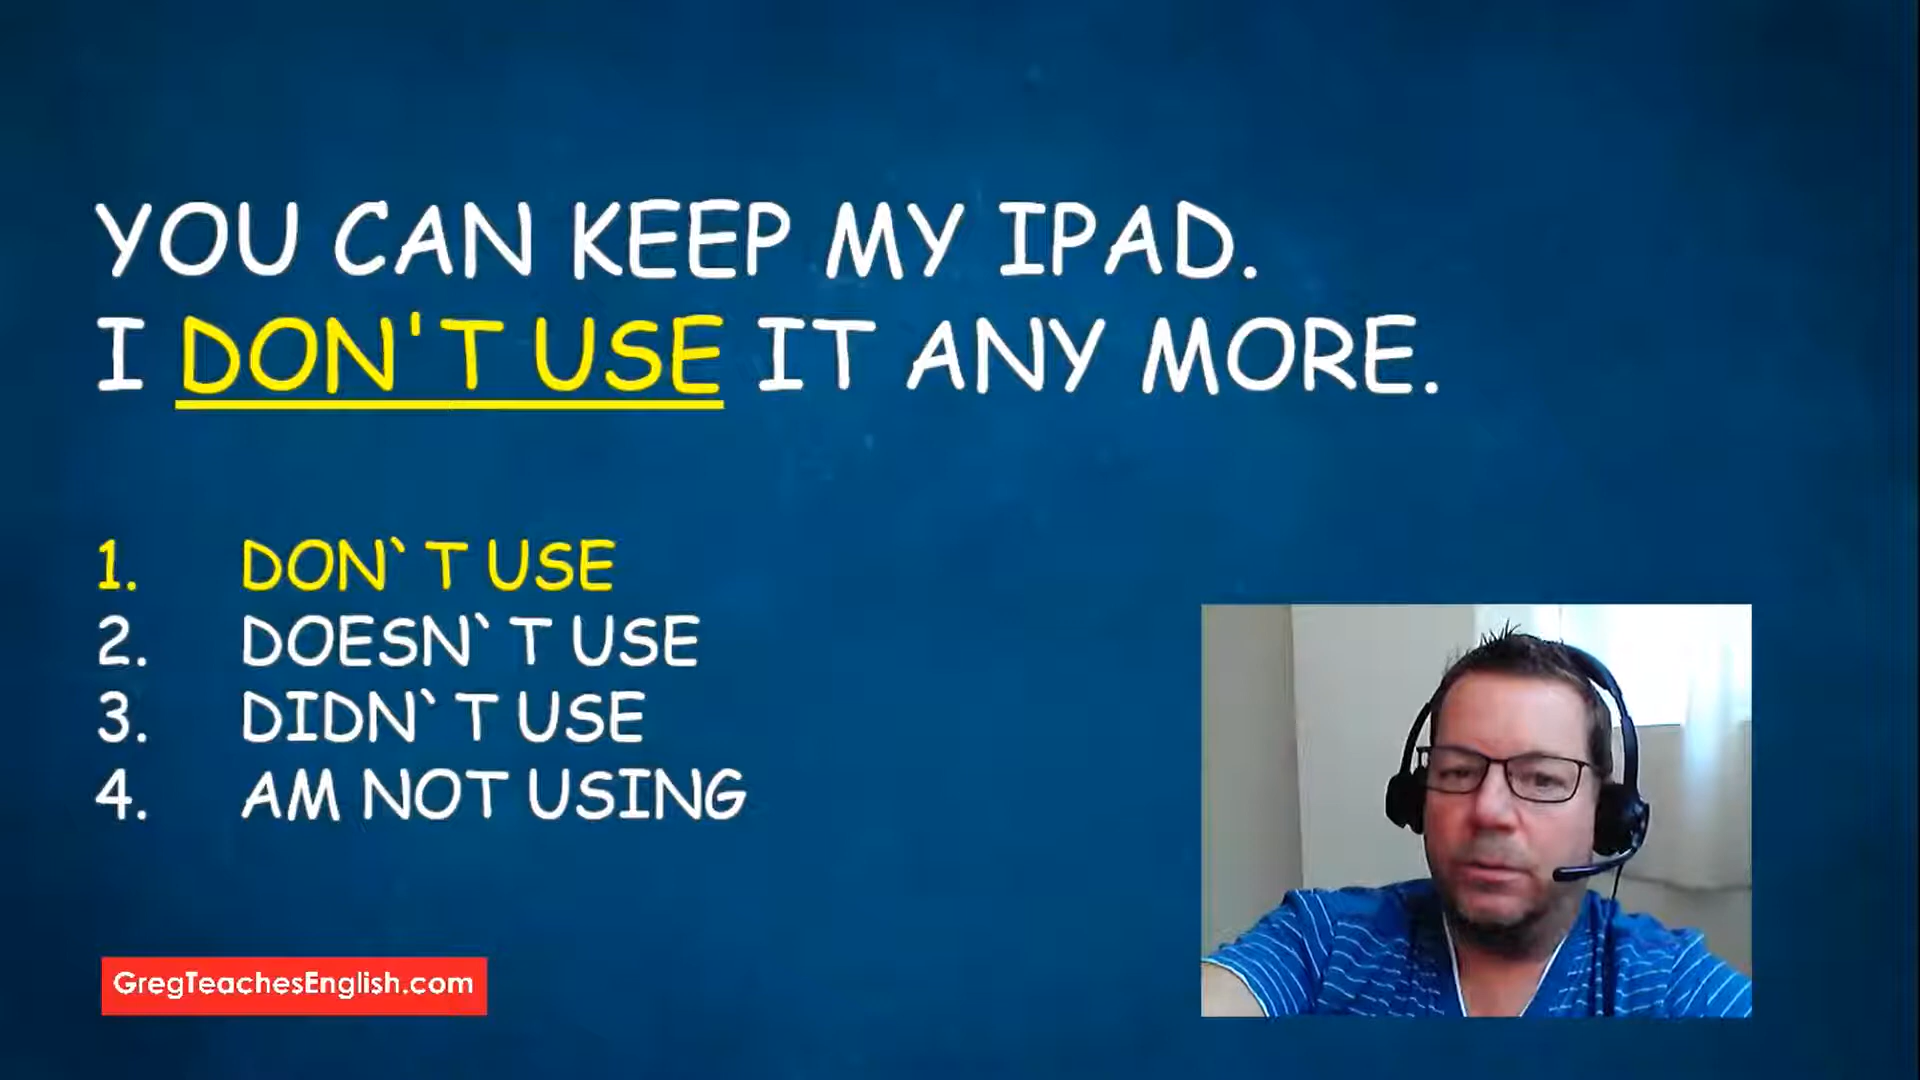 YOU CAN KEEP MY IPAD.
I DON'T USE IT ANY MORE.
1. DON`T USE
2. DOESN`T USE
3. DIDN`T USE
4. AM NOT USING
GregTeachesEnglish.com